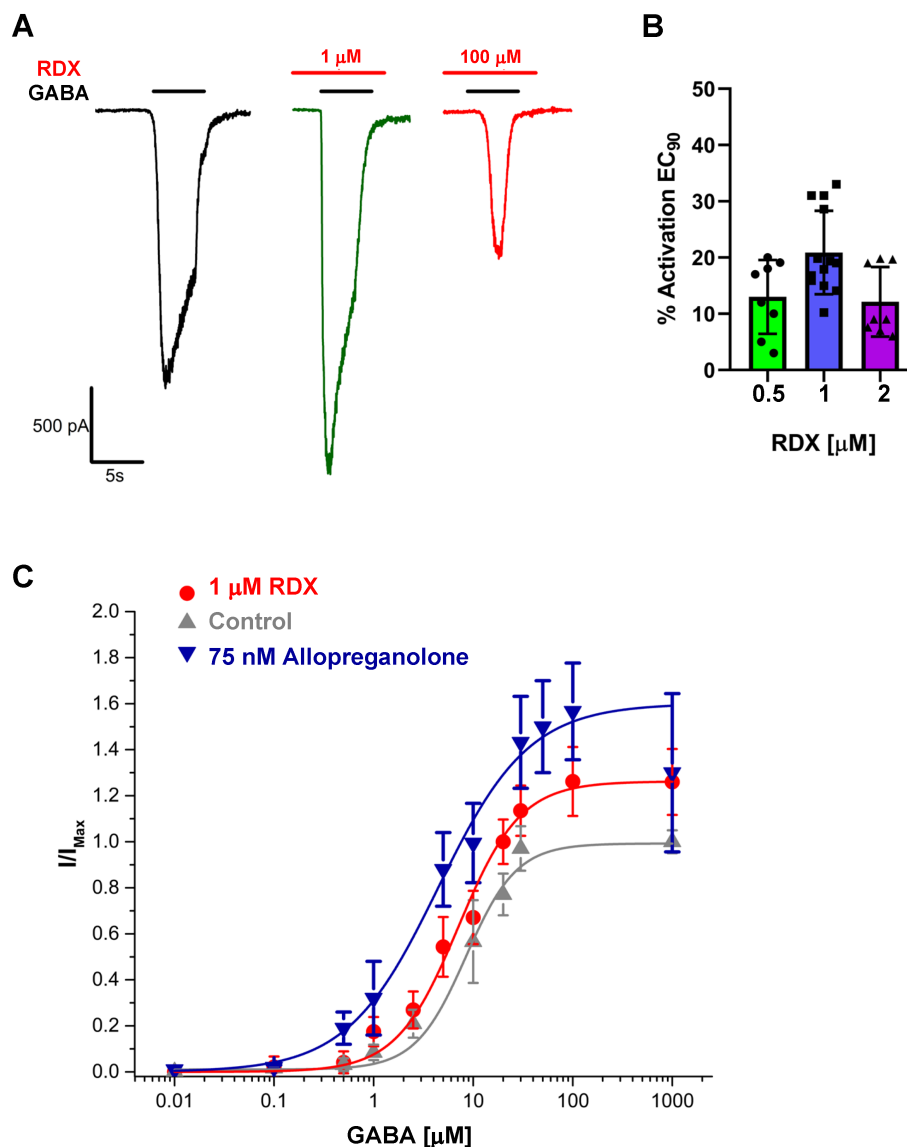 A
RDX
GABA
1 μM
100 μM
500 pA
5s
B
% Activation EC90
50
40
30
20
10
0
0.5 1 2
RDX [μM]
C
1 μM RDX
Control
75 nM Allopreganolone
I/IMax
2.0
1.8
1.6
1.4
1.2
1.0
0.8
0.6
0.4
0.2
0.0
0.01 0.1 1 10 100 1000
GABA [μM]